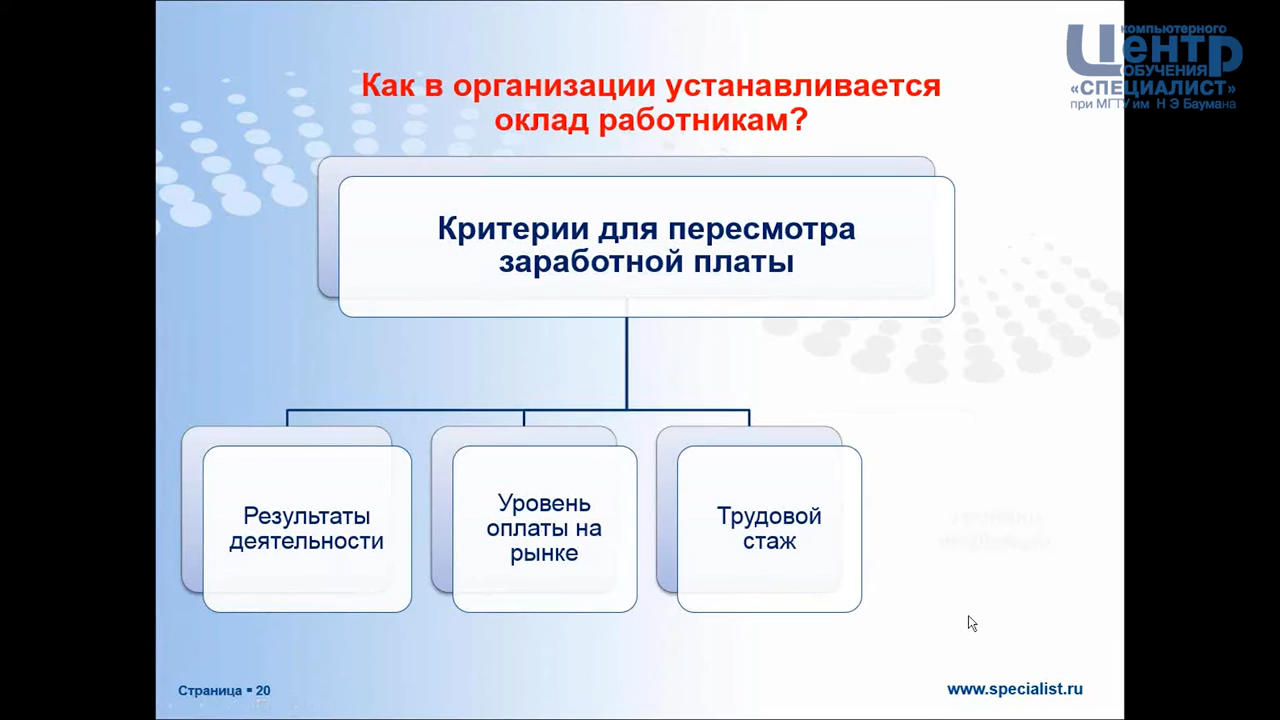 компьютерного
Центр
ОБУЧЕНИЯ
«СПЕЦИАЛИСТ»
при МГТУ им Н Э Баумана
Как в организации устанавливается
оклад работникам?
Критерии для пересмотра
заработной платы
Результаты
деятельности
Уровень
оплаты на
рынке
Трудовой
стаж
Страница ▪ 20
www.specialist.ru